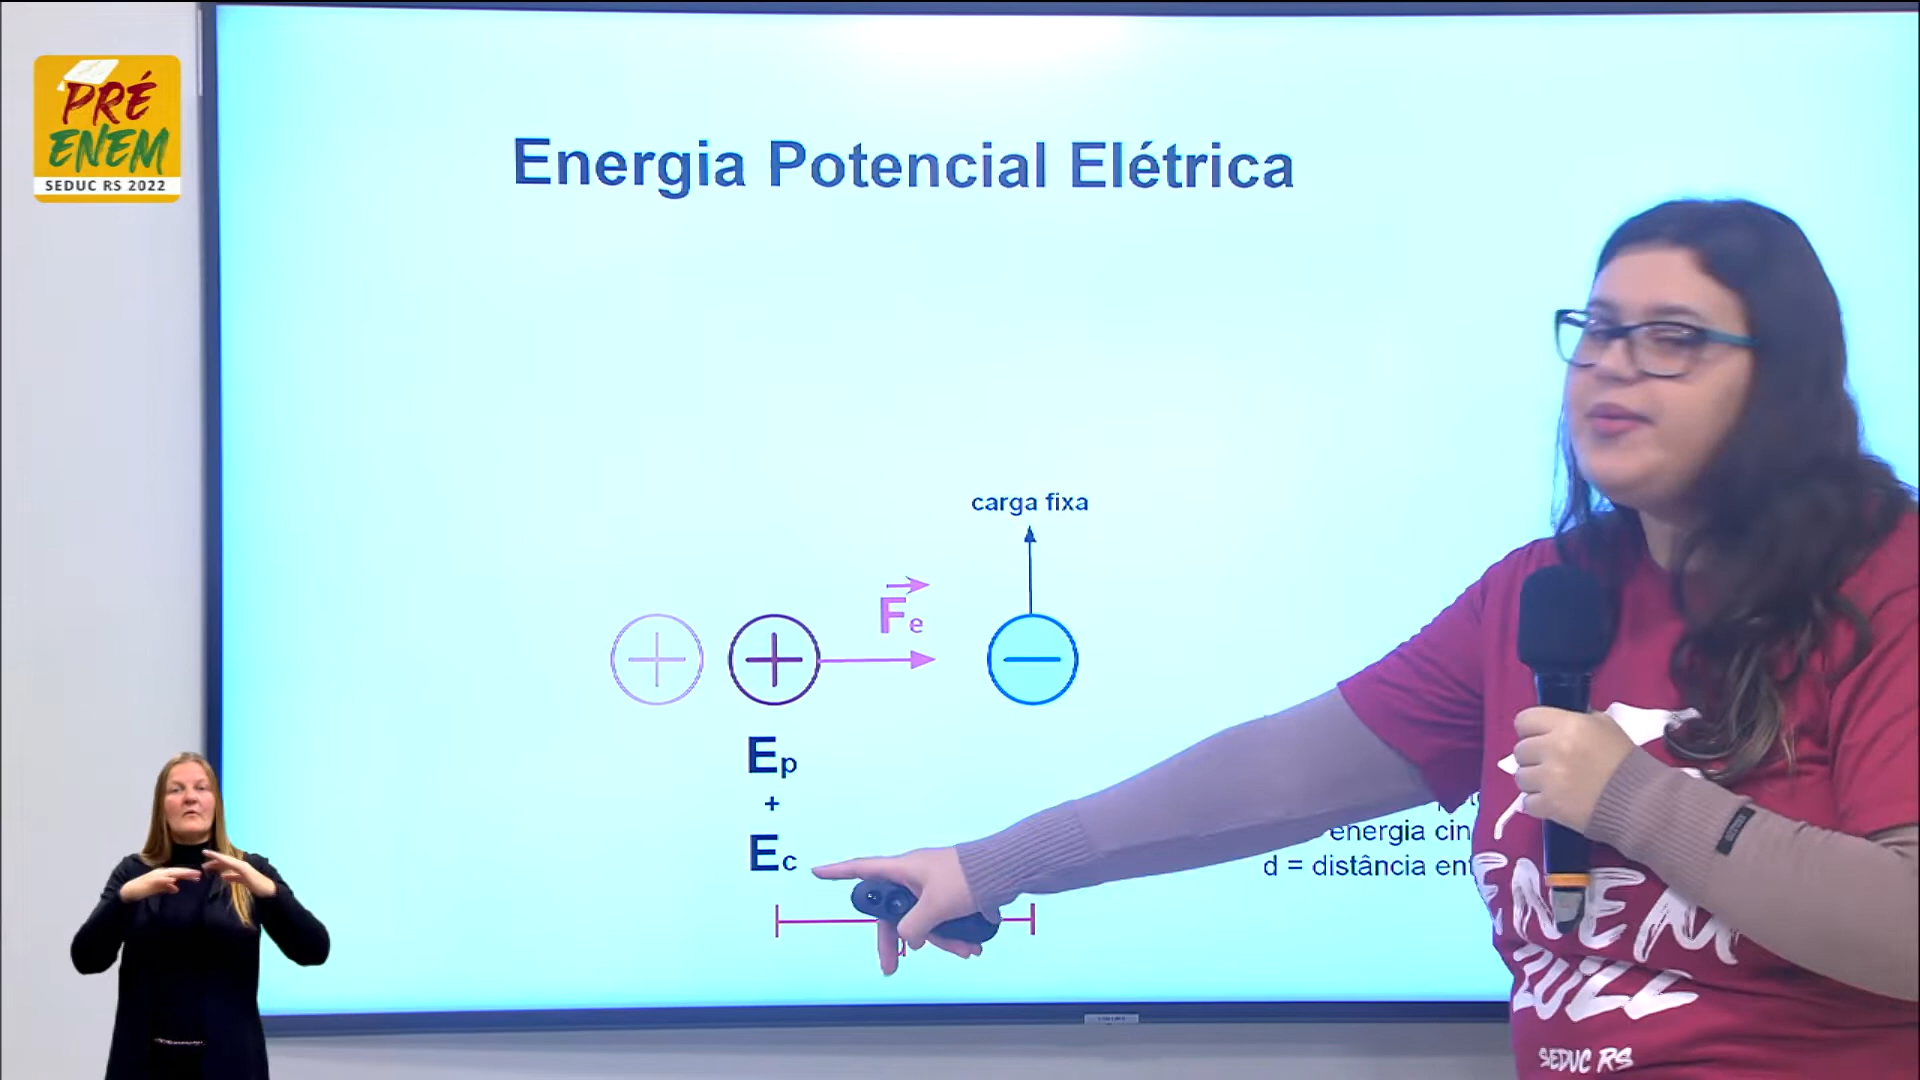 PRÉ
ENEM
SEDUC RS 2022
Energia Potencial Elétrica
carga fixa
Fe
Ep
+
Ec
energia cin
d = distância ent
d
ENEM
SEDUC RS